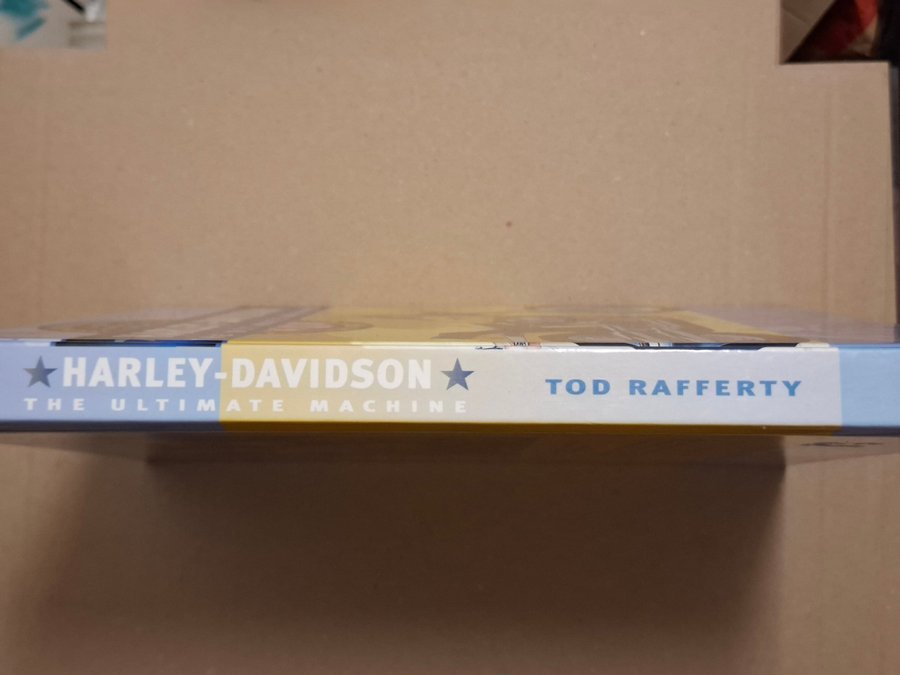 ★ HARLEY-DAVIDSON ★
THE ULTIMATE MACHINE
TOD RAFFERTY